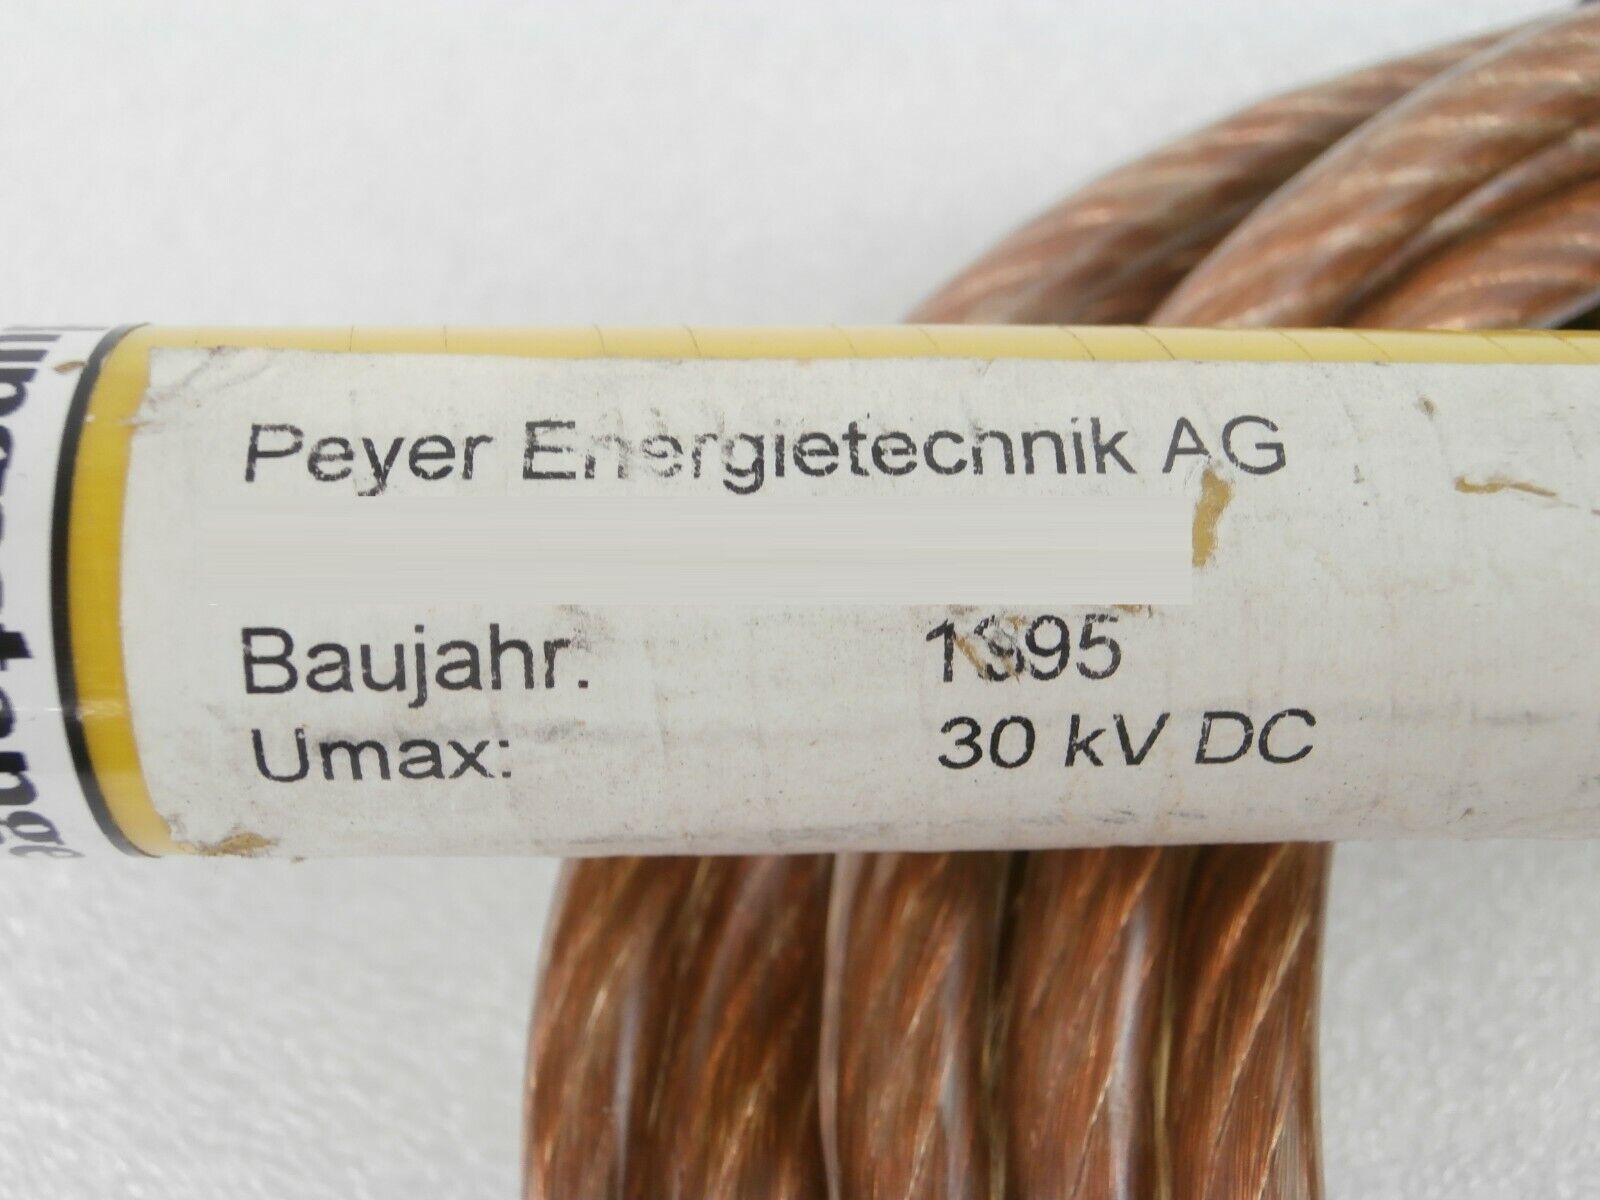 Peyer Energietechnik AG
Baujahr: 1995
Umax: 30 kV DC